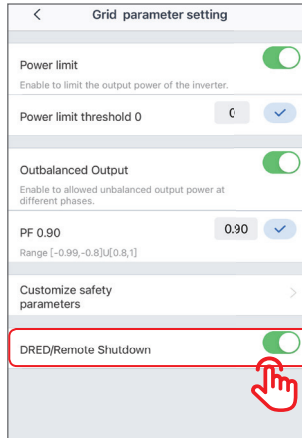 Grid parameter setting
Power limit
Enable to limit the output power of the inverter.
Power limit threshold 0
0
Outbalanced Output
Enable to allowed unbalanced output power at
different phases.
PF 0.90
0.90
Range [-0.99,-0.8]U[0.8,1]
Customize safety
parameters
DRED/Remote Shutdown